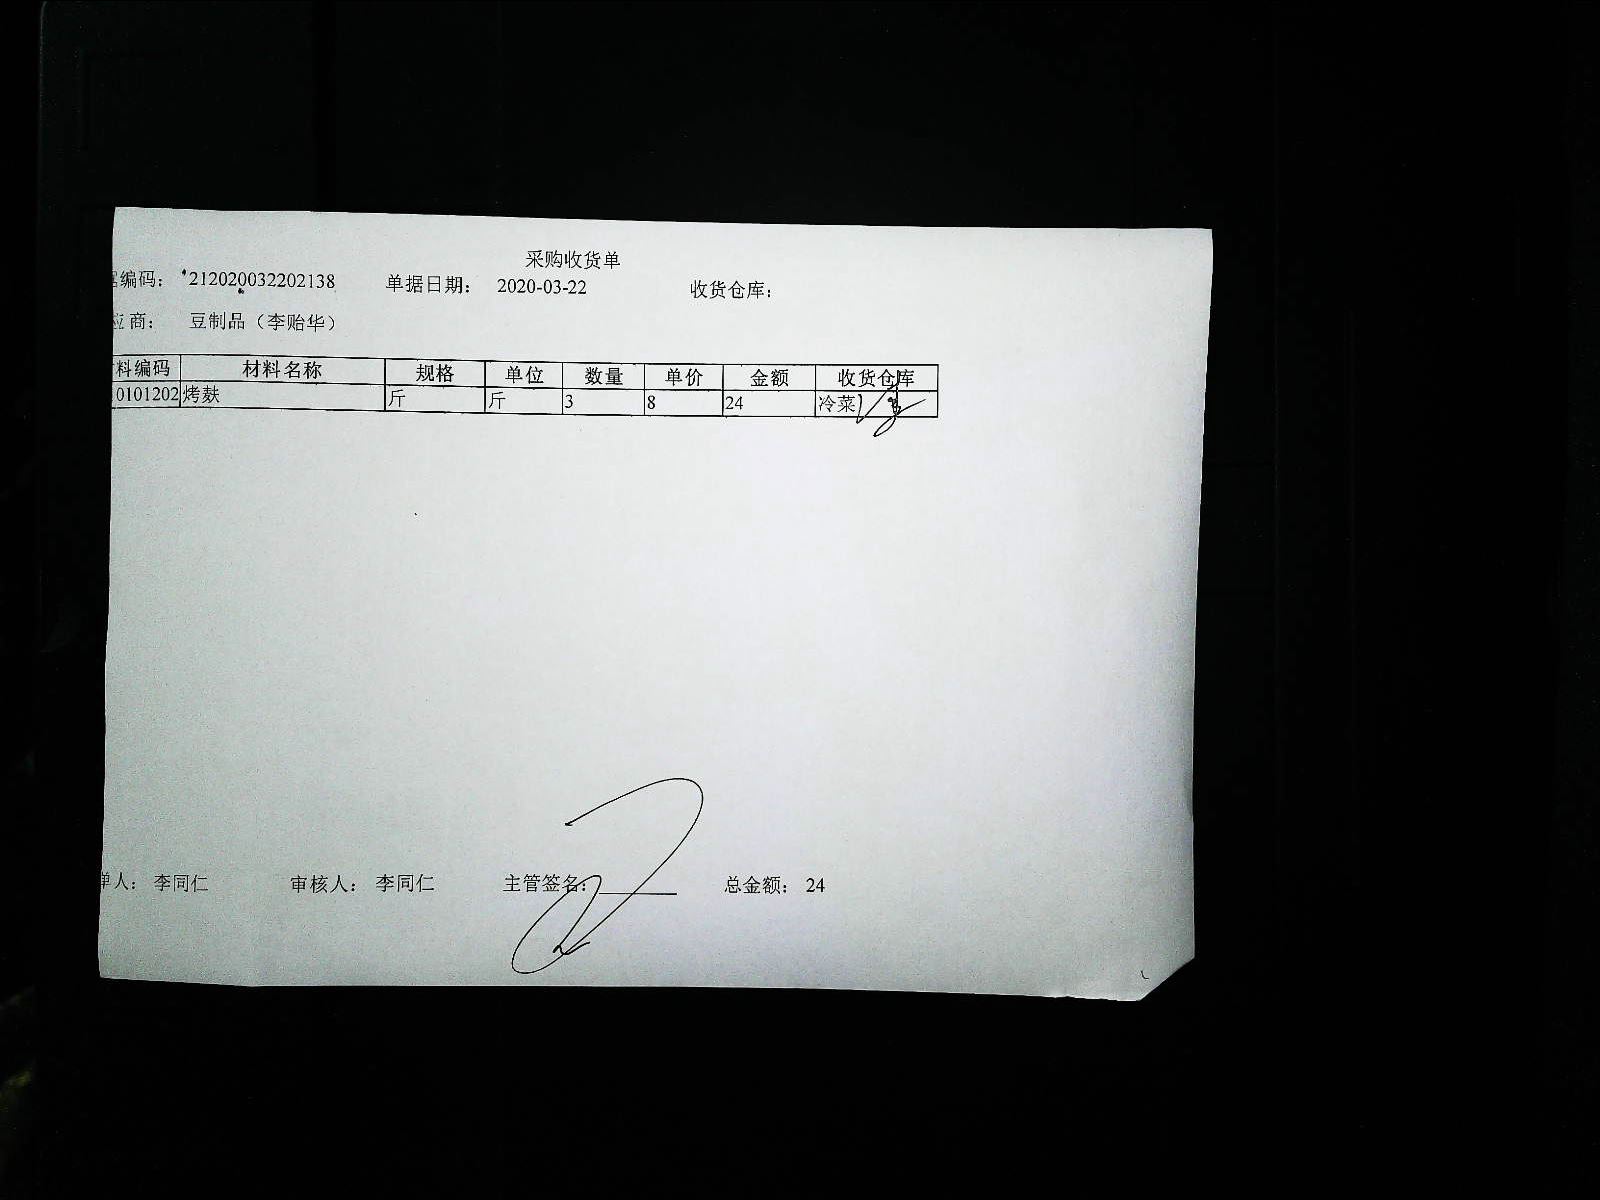 采购收货单
编码： 212020032202138 单据日期： 2020-03-22 收货仓库：
应商： 豆制品（李贻华）
料编码 材料名称 规格 单位 数量 单价 金额 收货仓库
0101202 烤麸 斤 斤 3 8 24 冷菜
单人： 李同仁 审核人： 李同仁 主管签名： 总金额： 24